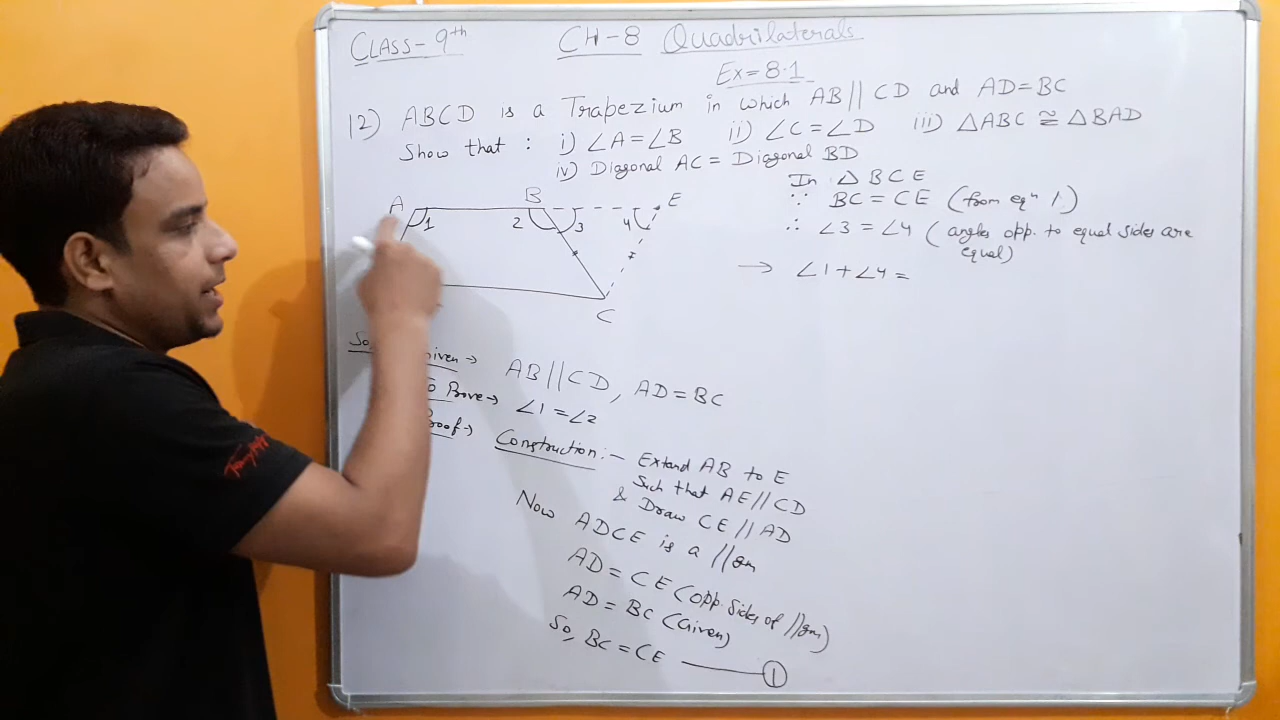 CLASS-9th CH-8 Quadrilaterals
Ex=8.1
12) ABCD is a Trapezium in which AB//CD and AD=BC
Show that : i) ∠A=∠B ii) ∠C=∠D iii) △ABC ≅ △BAD
iv) Diagonal AC = Diagonal BD
A B E
1 2 3 4
C
Given → AB//CD, AD=BC
Prove → ∠1=∠2
Proof → Construction:- Extand AB to E
Such that AE//CD
& Draw CE//AD
Now ADCE is a //gm
AD=CE (opp. Sides of //gm)
AD=BC (Given)
So, BC=CE ①
In △BCE
∵ BC=CE (from eqn 1)
∴ ∠3=∠4 (angles opp. to equal sides are
equal)
→ ∠1+∠4=